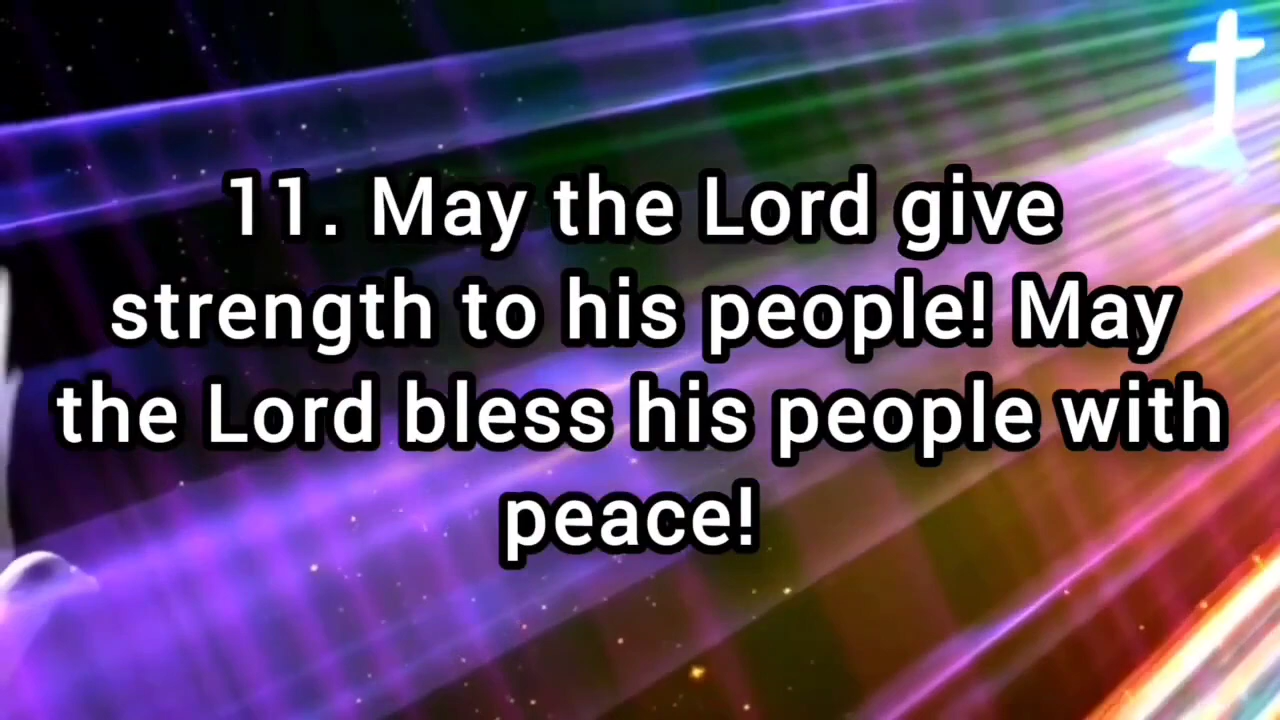 11. May the Lord give
strength to his people! May
the Lord bless his people with
peace!